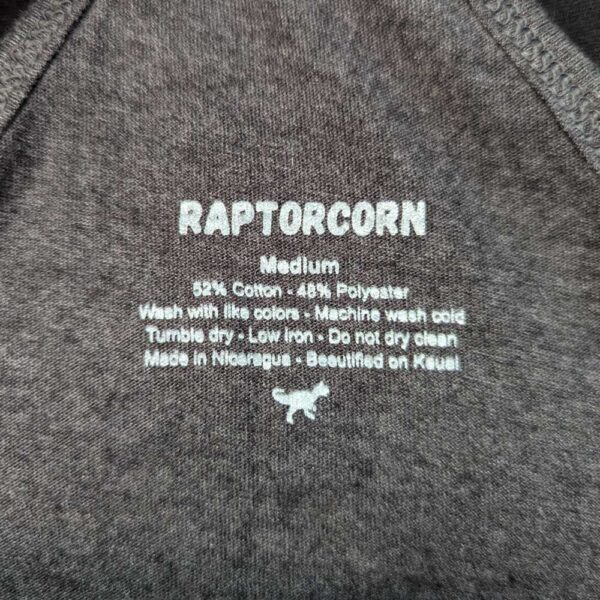 RAPTORCORN
Medium
52% Cotton - 48% Polyester
Wash with like colors - Machine wash cold
Tumble dry - Low iron - Do not dry clean
Made in Nicaragua - Beautified on Kauai